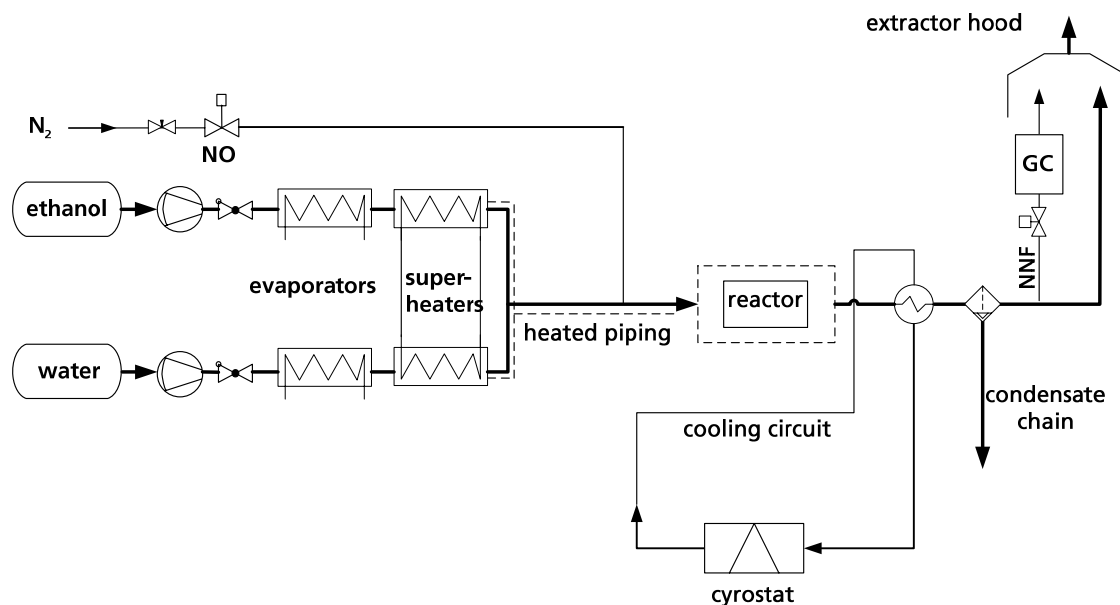 extractor hood
N2
NO
GC
ethanol
evaporators
super-
heaters
NNF
reactor
heated piping
water
condensate
chain
cooling circuit
cyrostat